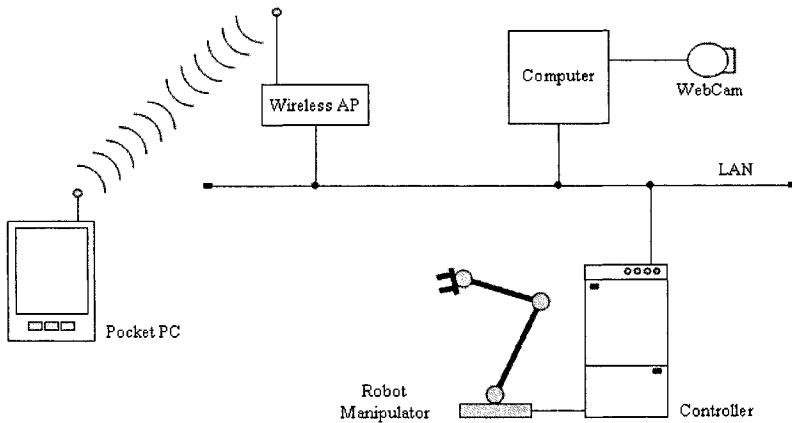 Computer
WebCam
Wireless AP
LAN
Pocket PC
Robot
Manipulator
Controller